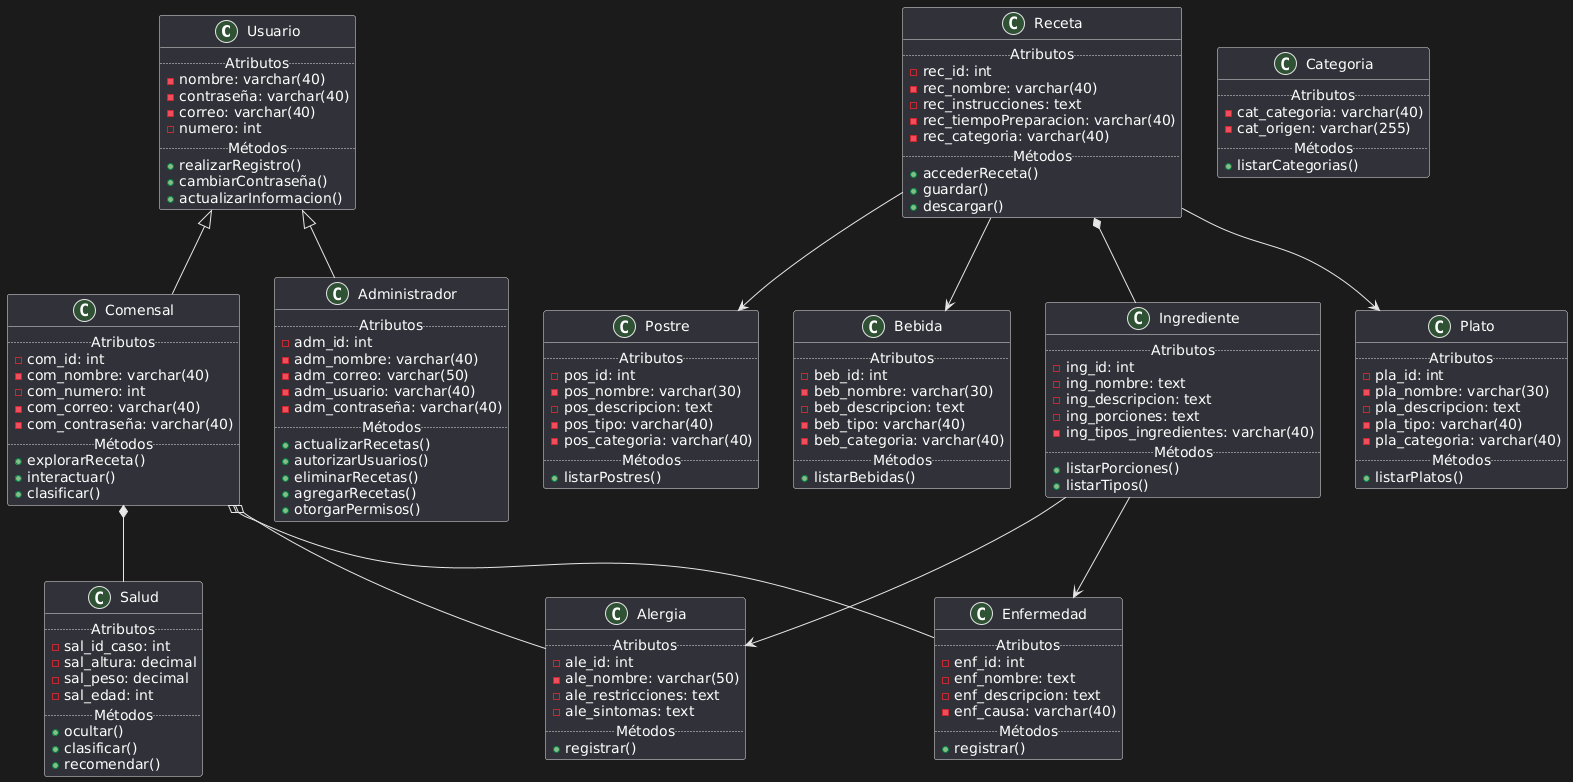 C Usuario
Atributos
nombre: varchar(40)
contraseña: varchar(40)
correo: varchar(40)
numero: int
Métodos
realizarRegistro()
cambiarContraseña()
actualizarInformacion()
C Receta
Atributos
rec_id: int
rec_nombre: varchar(40)
rec_instrucciones: text
rec_tiempoPreparacion: varchar(40)
rec_categoria: varchar(40)
Métodos
accederReceta()
guardar()
descargar()
C Categoria
Atributos
cat_categoria: varchar(40)
cat_origen: varchar(255)
Métodos
listarCategorias()
C Comensal
Atributos
com_id: int
com_nombre: varchar(40)
com_numero: int
com_correo: varchar(40)
com_contraseña: varchar(40)
Métodos
explorarReceta()
interactuar()
clasificar()
C Administrador
Atributos
adm_id: int
adm_nombre: varchar(40)
adm_correo: varchar(50)
adm_usuario: varchar(40)
adm_contraseña: varchar(40)
Métodos
actualizarRecetas()
autorizarUsuarios()
eliminarRecetas()
agregarRecetas()
otorgarPermisos()
C Postre
Atributos
pos_id: int
pos_nombre: varchar(30)
pos_descripcion: text
pos_tipo: varchar(40)
pos_categoria: varchar(40)
Métodos
listarPostres()
C Bebida
Atributos
beb_id: int
beb_nombre: varchar(30)
beb_descripcion: text
beb_tipo: varchar(40)
beb_categoria: varchar(40)
Métodos
listarBebidas()
C Ingrediente
Atributos
ing_id: int
ing_nombre: text
ing_descripcion: text
ing_porciones: text
ing_tipos_ingredientes: varchar(40)
Métodos
listarPorciones()
listarTipos()
C Plato
Atributos
pla_id: int
pla_nombre: varchar(30)
pla_descripcion: text
pla_tipo: varchar(40)
pla_categoria: varchar(40)
Métodos
listarPlatos()
C Salud
Atributos
sal_id_caso: int
sal_altura: decimal
sal_peso: decimal
sal_edad: int
Métodos
ocultar()
clasificar()
recomendar()
C Alergia
Atributos
ale_id: int
ale_nombre: varchar(50)
ale_restricciones: text
ale_sintomas: text
Métodos
registrar()
C Enfermedad
Atributos
enf_id: int
enf_nombre: text
enf_descripcion: text
enf_causa: varchar(40)
Métodos
registrar()